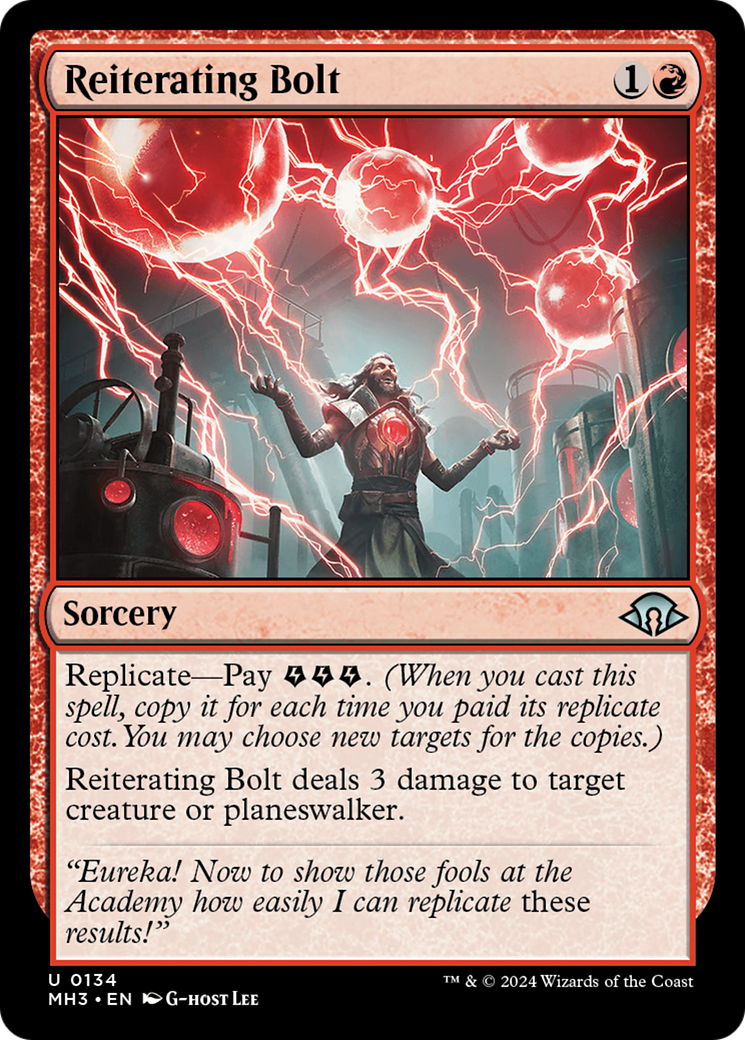 Reiterating Bolt 1
Sorcery
Replicate—Pay . (When you cast this
spell, copy it for each time you paid its replicate
cost. You may choose new targets for the copies.)
Reiterating Bolt deals 3 damage to target
creature or planeswalker.
“Eureka! Now to show those fools at the
Academy how easily I can replicate these
results!”
U 0134
MH3 • EN G-host Lee
™ & © 2024 Wizards of the Coast